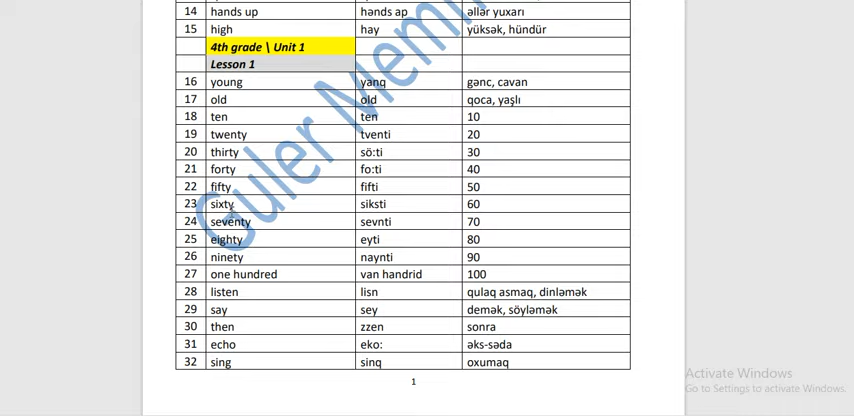 14 hands up hənds ap əllər yuxarı
15 high hay yüksək, hündür
4th grade \ Unit 1
Lesson 1
16 young yanq gənc, cavan
17 old old qoca, yaşlı
18 ten ten 10
19 twenty tventi 20
20 thirty sö:ti 30
21 forty fo:ti 40
22 fifty fifti 50
23 sixty siksti 60
24 seventy sevnti 70
25 eighty eyti 80
26 ninety naynti 90
27 one hundred van handrid 100
28 listen lisn qulaq asmaq, dinləmək
29 say sey demək, söyləmək
30 then zzen sonra
31 echo eko: əks-səda
32 sing sinq oxumaq
1
Guler Memm
Activate Windows
Go to Settings to activate Windows.